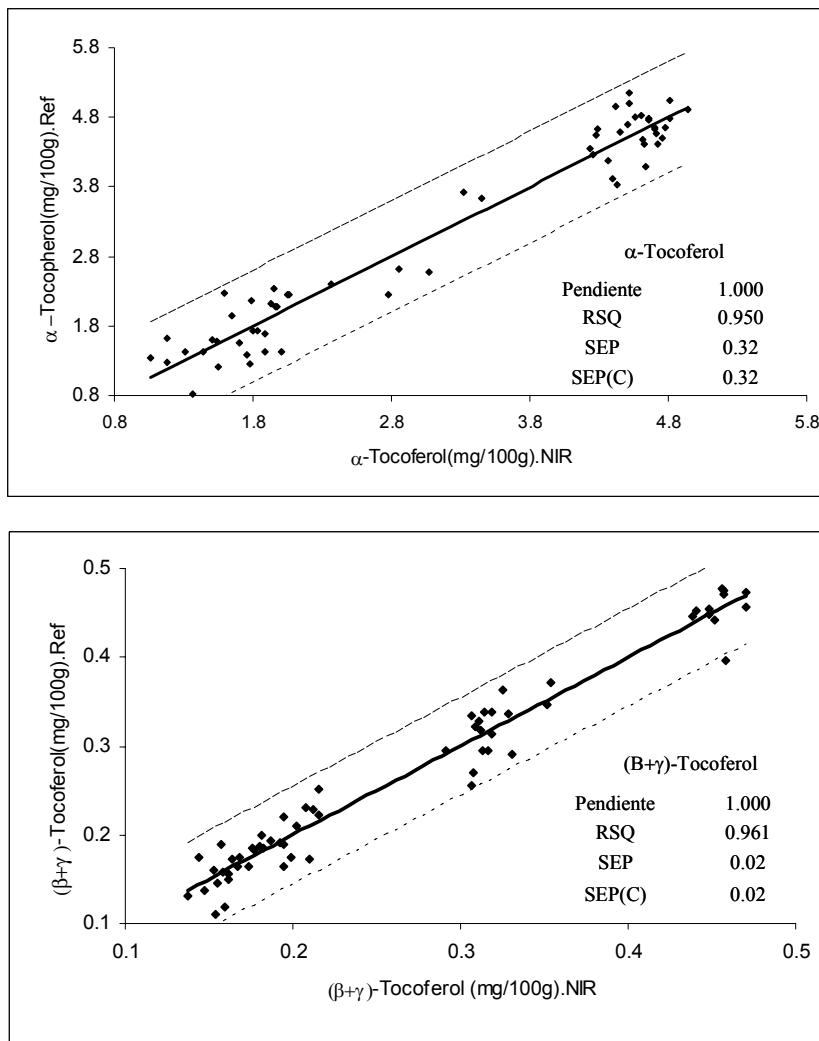 5.8
4.8
3.8
2.8
1.8
0.8
α –Tocopherol(mg/100g).Ref
α-Tocoferol
Pendiente 1.000
RSQ 0.950
SEP 0.32
SEP(C) 0.32
0.8 1.8 2.8 3.8 4.8 5.8
α-Tocoferol(mg/100g).NIR
0.5
0.4
0.3
0.2
0.1
(β+γ)-Tocoferol(mg/100g).Ref
(B+γ)-Tocoferol
Pendiente 1.000
RSQ 0.961
SEP 0.02
SEP(C) 0.02
0.1 0.2 0.3 0.4 0.5
(β+γ)-Tocoferol (mg/100g).NIR